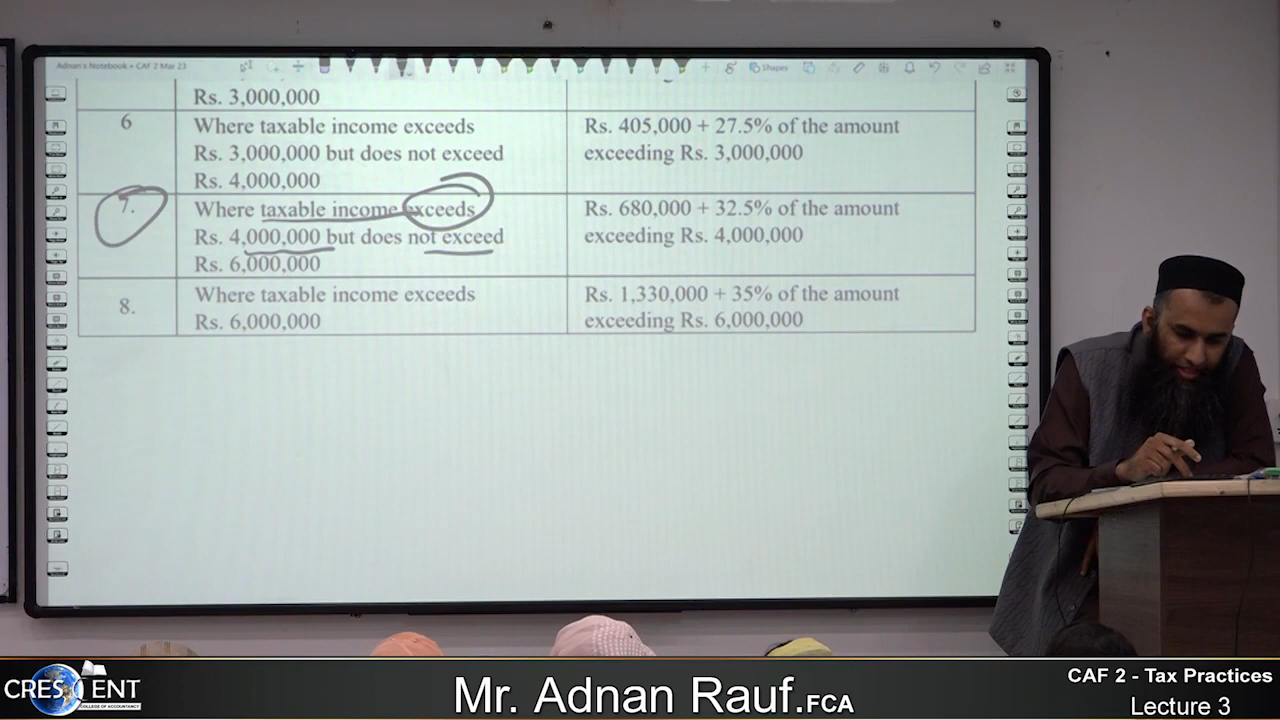 Adnan's Notebook • CAF 2 Mar 23
Shapes
Rs. 3,000,000
6
Where taxable income exceeds
Rs. 3,000,000 but does not exceed
Rs. 4,000,000
Rs. 405,000 + 27.5% of the amount
exceeding Rs. 3,000,000
7.
Where taxable income exceeds
Rs. 4,000,000 but does not exceed
Rs. 6,000,000
Rs. 680,000 + 32.5% of the amount
exceeding Rs. 4,000,000
8.
Where taxable income exceeds
Rs. 6,000,000
Rs. 1,330,000 + 35% of the amount
exceeding Rs. 6,000,000
CRESCENT
COLLEGE OF ACCOUNTANCY
Mr. Adnan Rauf.FCA
CAF 2 - Tax Practices
Lecture 3